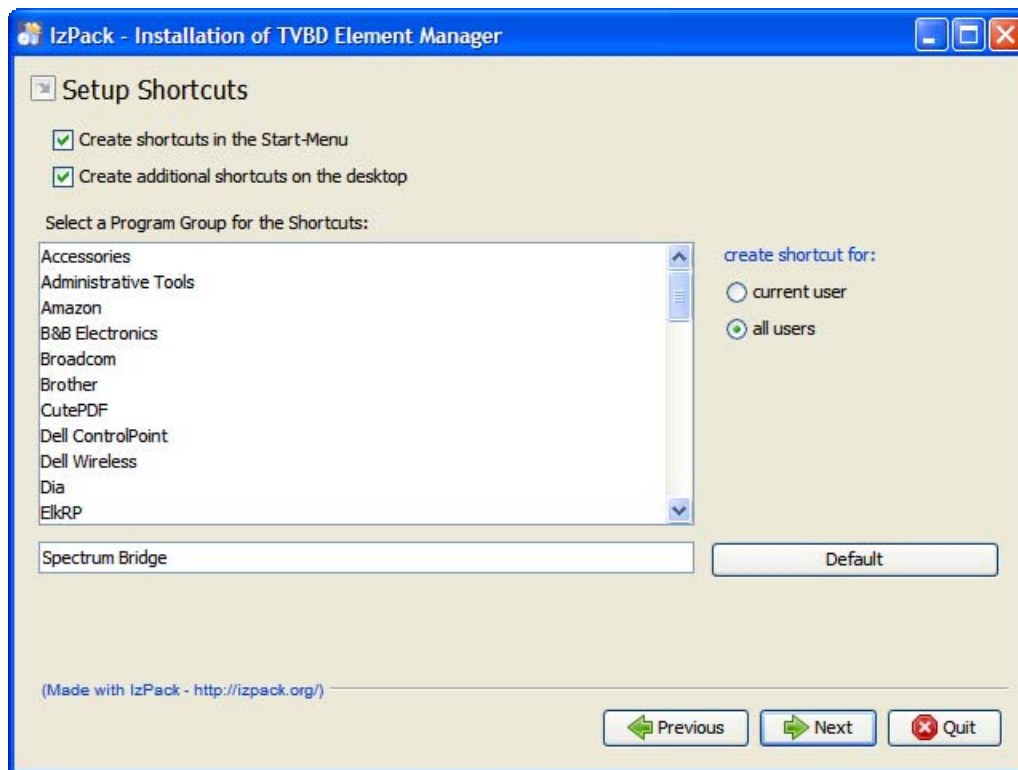 IzPack - Installation of TVBD Element Manager
Setup Shortcuts
Create shortcuts in the Start-Menu
Create additional shortcuts on the desktop
Select a Program Group for the Shortcuts:
Accessories
Administrative Tools
Amazon
B&B Electronics
Broadcom
Brother
CutePDF
Dell ControlPoint
Dell Wireless
Dia
ElkRP
create shortcut for:
current user
all users
Spectrum Bridge
Default
(Made with IzPack - http://izpack.org/)
Previous
Next
Quit